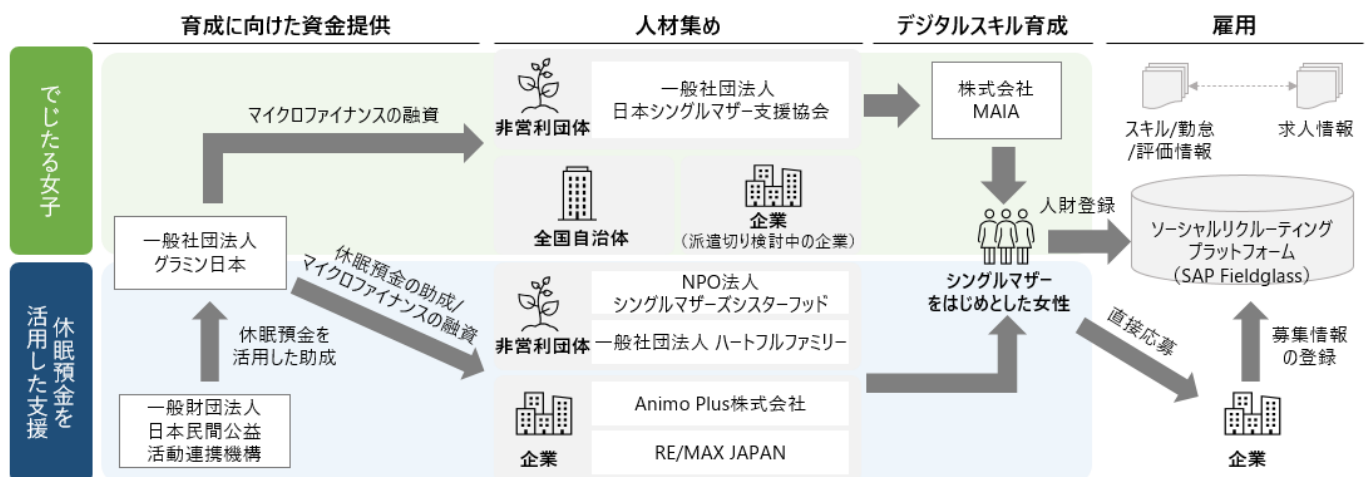 育成に向けた資金提供
人材集め
デジタルスキル育成
雇用
でじたる女子
マイクロファイナンスの融資
非営利団体
一般社団法人
日本シングルマザー支援協会
株式会社
MAIA
スキル/勤怠
/評価情報
求人情報
全国自治体
企業
(派遣切り検討中の企業)
人財登録
ソーシャルリクルーティング
プラットフォーム
(SAP Fieldglass)
一般社団法人
グラミン日本
シングルマザー
をはじめとした女性
休眠預金を
活用した支援
休眠預金の助成/
マイクロファイナンスの融資
休眠預金を
活用した助成
一般財団法人
日本民間公益
活動連携機構
非営利団体
NPO法人
シングルマザーズシスターフッド
一般社団法人 ハートフルファミリー
企業
Animo Plus株式会社
RE/MAX JAPAN
直接応募
募集情報
の登録
企業